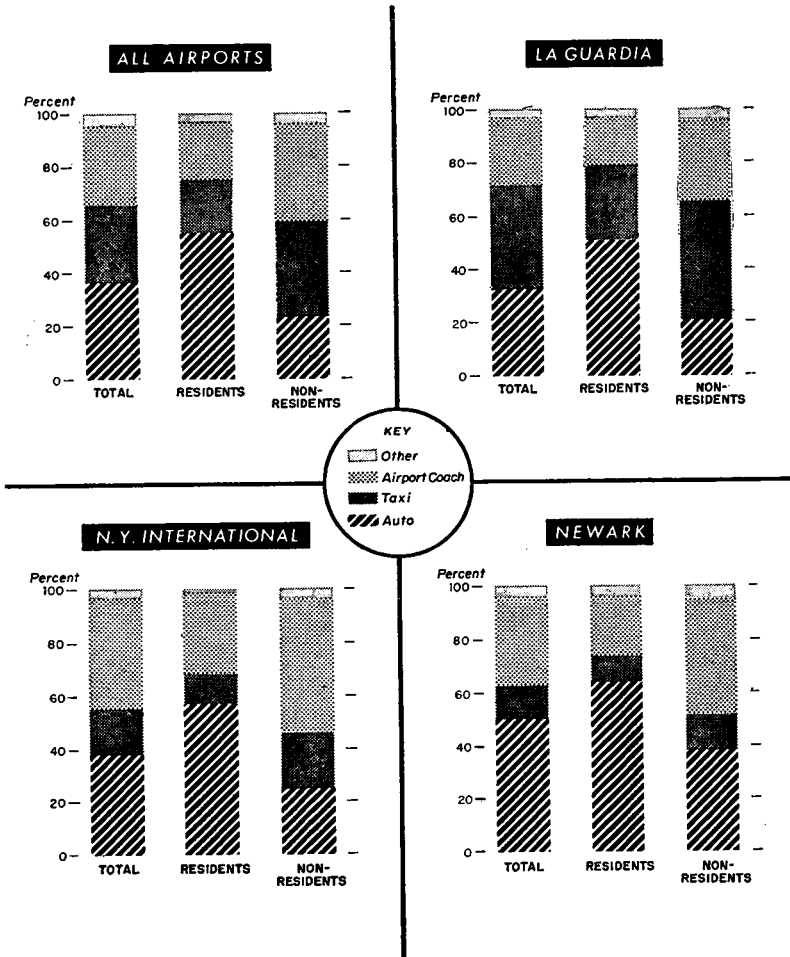 ALL AIRPORTS
Percent
100
80
60
40
20
0
TOTAL
RESIDENTS
NON-
RESIDENTS
LA GUARDIA
Percent
100
80
60
40
20
0
TOTAL
RESIDENTS
NON-
RESIDENTS
KEY
Other
Airport Coach
Taxi
Auto
N.Y. INTERNATIONAL
Percent
100
80
60
40
20
0
TOTAL
RESIDENTS
NON-
RESIDENTS
NEWARK
Percent
100
80
60
40
20
0
TOTAL
RESIDENTS
NON-
RESIDENTS